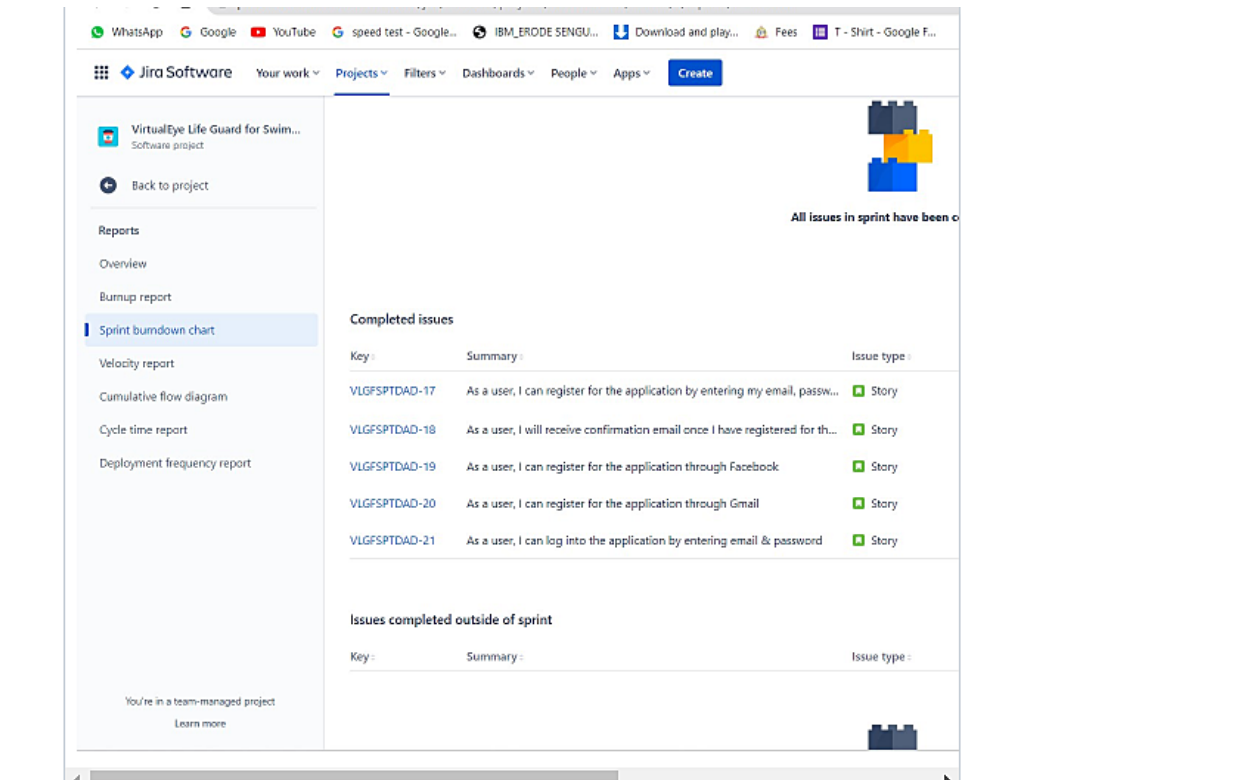 WhatsApp Google YouTube speed test - Google... IBM_ERODE SENGU... Download and play... Fees T - Shirt - Google F...
Jira Software Your work Projects Filters Dashboards People Apps Create
VirtualEye Life Guard for Swim...
Software project
Back to project
Reports
Overview
Burnup report
Sprint burndown chart
Velocity report
Cumulative flow diagram
Cycle time report
Deployment frequency report
You're in a team-managed project
Learn more
All issues in sprint have been c
Completed issues
Key Summary Issue type
VLGFSPTDAD-17 As a user, I can register for the application by entering my email, passw... Story
VLGFSPTDAD-18 As a user, I will receive confirmation email once I have registered for th... Story
VLGFSPTDAD-19 As a user, I can register for the application through Facebook Story
VLGFSPTDAD-20 As a user, I can register for the application through Gmail Story
VLGFSPTDAD-21 As a user, I can log into the application by entering email & password Story
Issues completed outside of sprint
Key Summary Issue type